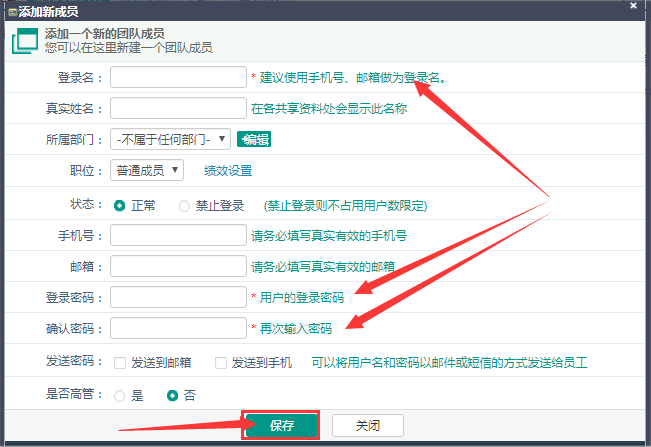 添加新成员
添加一个新的团队成员
您可以在这里新建一个团队成员
登录名： * 建议使用手机号、邮箱做为登录名。
真实姓名： 在各共享资料处会显示此名称
所属部门： -不属于任何部门- 编辑
职位： 普通成员 绩效设置
状态： 正常 禁止登录 (禁止登录则不占用用户数限定)
手机号： 请务必填写真实有效的手机号
邮箱： 请务必填写真实有效的邮箱
登录密码： * 用户的登录密码
确认密码： * 再次输入密码
发送密码： 发送到邮箱 发送到手机 可以将用户名和密码以邮件或短信的方式发送给员工
是否高管： 是 否
保存 关闭